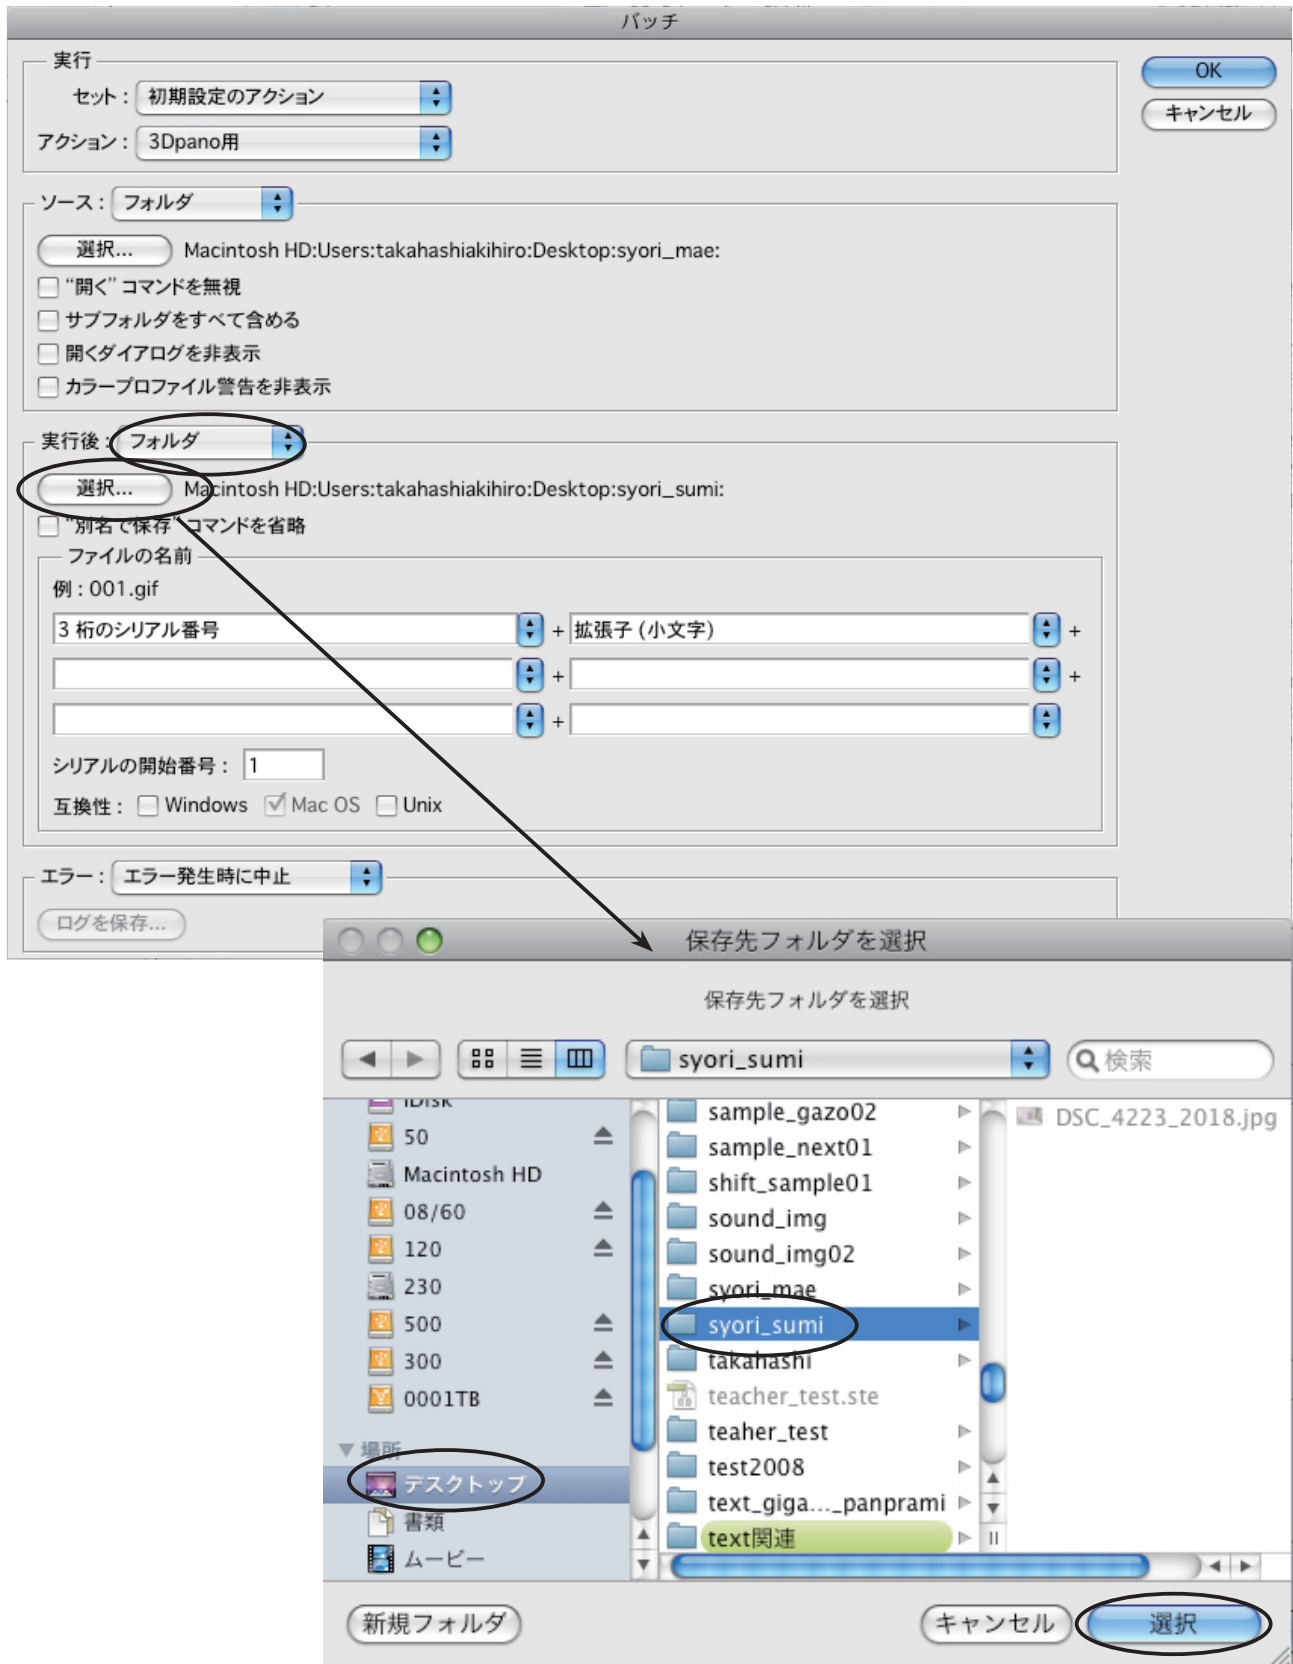 バッチ
実行
セット： 初期設定のアクション
アクション： 3Dpano用
OK
キャンセル
ソース： フォルダ
選択... Macintosh HD:Users:takahashiakihiro:Desktop:syori_mae:
“開く” コマンドを無視
サブフォルダをすべて含める
開くダイアログを非表示
カラープロファイル警告を非表示
実行後： フォルダ
選択... Macintosh HD:Users:takahashiakihiro:Desktop:syori_sumi:
“別名で保存” コマンドを省略
ファイルの名前
例：001.gif
3 桁のシリアル番号 + 拡張子 (小文字) +
+ +
+
シリアルの開始番号： 1
互換性： Windows Mac OS Unix
エラー： エラー発生時に中止
ログを保存...
保存先フォルダを選択
保存先フォルダを選択
syori_sumi 検索
iDisk
50
Macintosh HD
08/60
120
230
500
300
0001TB
場所
デスクトップ
書類
ムービー
sample_gazo02
sample_next01
shift_sample01
sound_img
sound_img02
syori_mae
syori_sumi
takahashi
teacher_test.ste
teaher_test
test2008
text_giga..._panprami
text関連
DSC_4223_2018.jpg
新規フォルダ キャンセル 選択